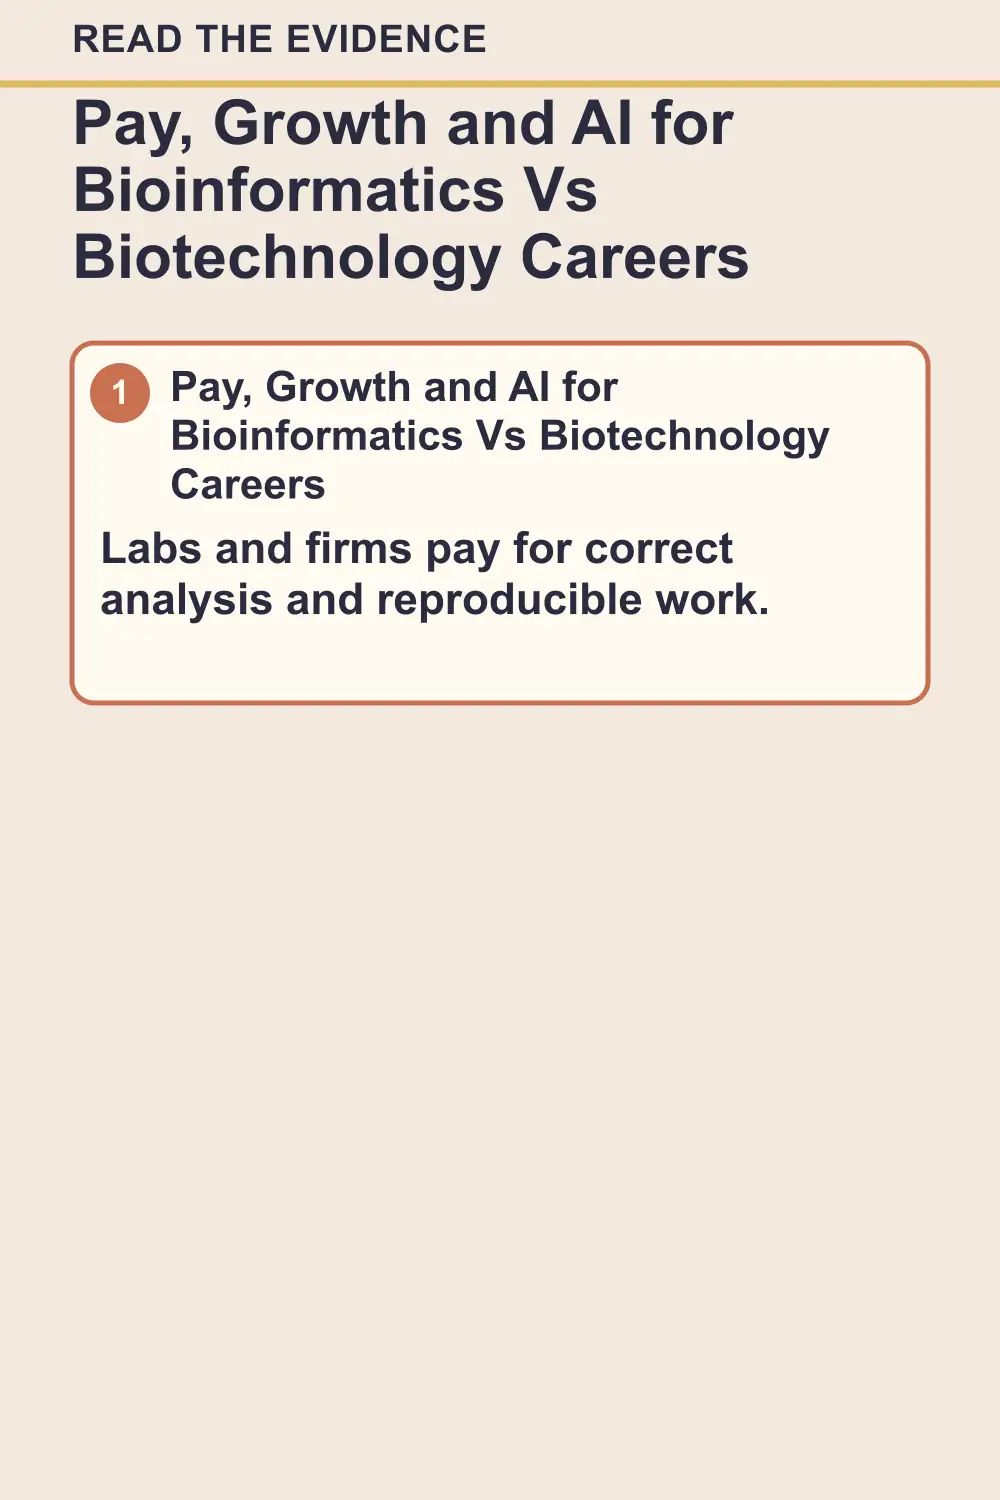 READ THE EVIDENCE
Pay, Growth and AI for
Bioinformatics Vs
Biotechnology Careers
1
Pay, Growth and AI for
Bioinformatics Vs Biotechnology
Careers
Labs and firms pay for correct
analysis and reproducible work.